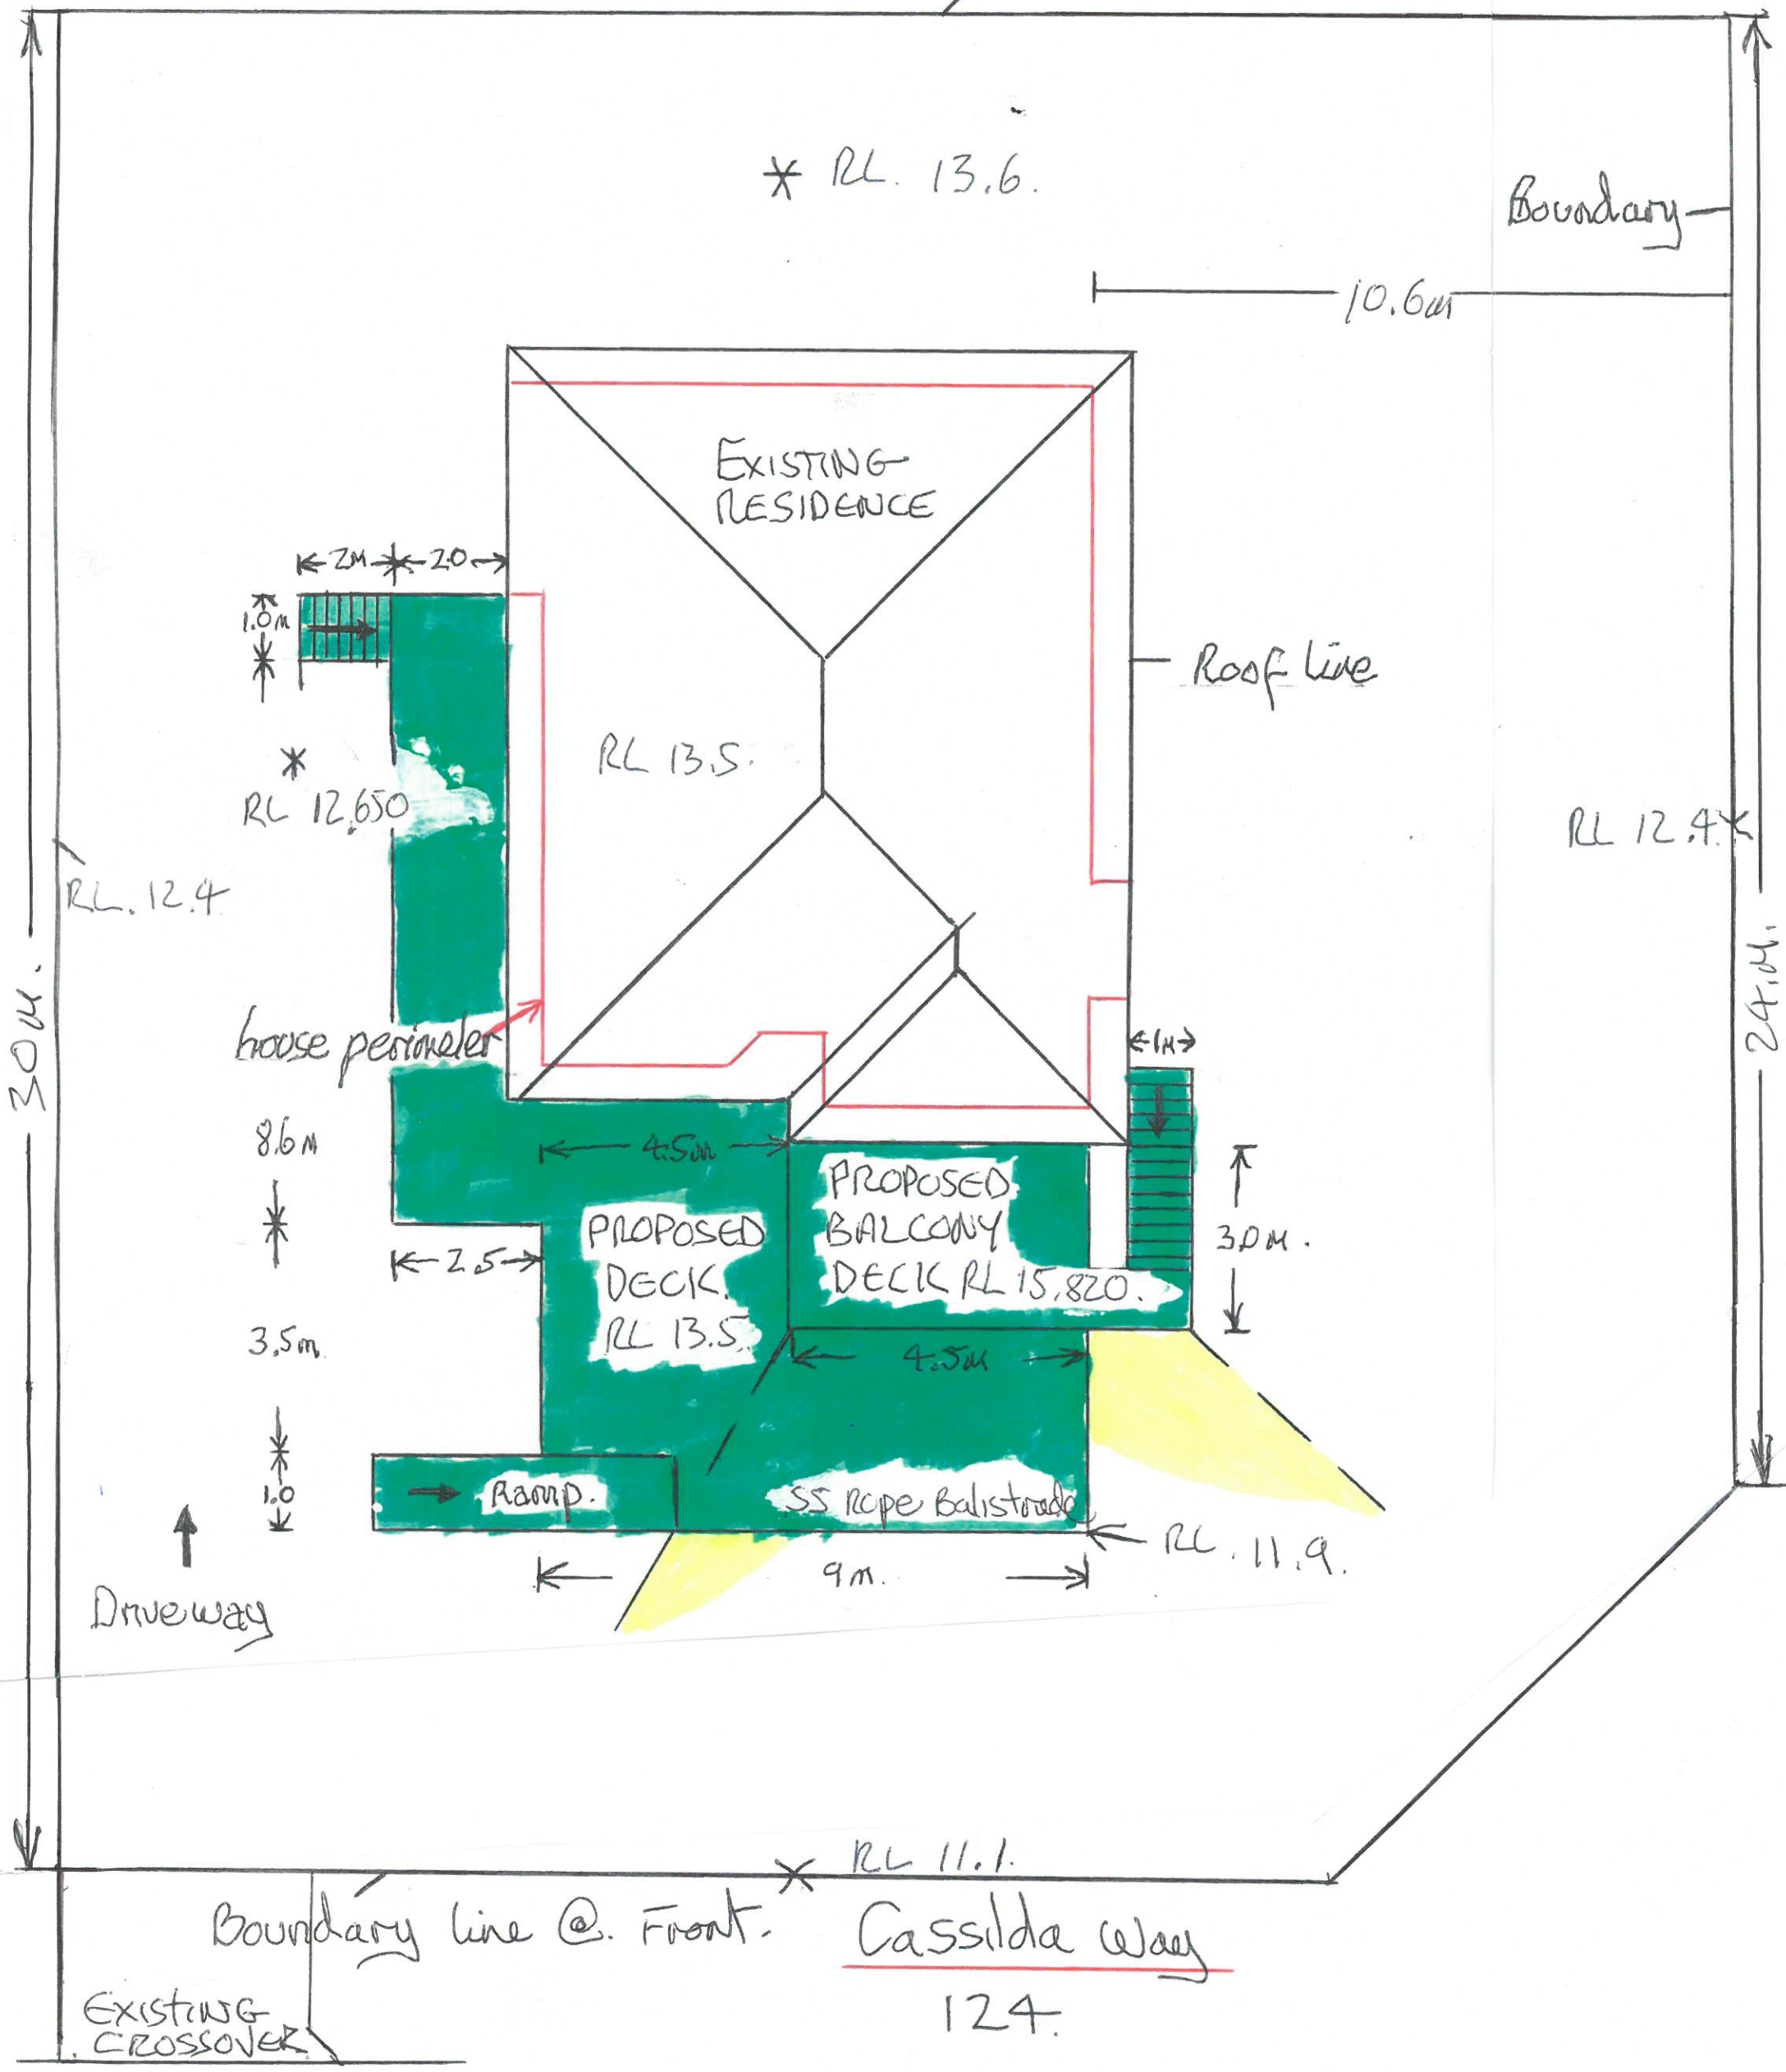 RL. 13.6.
Boundary
10.6m
EXISTING
RESIDENCE
2M
2.0
1.0M
Roof line
RL 13.5.
RL 12.650
RL 12.4
RL. 12.4
30M.
24.M.
house perimeter
1M
8.6M
4.5m
PROPOSED
BALCONY
DECK RL 15.820.
PROPOSED
DECK.
RL 13.5
3.0M.
2.5
3.5m
4.5M
1.0
Ramp.
SS Rope Balistrade
RL. 11.9.
9m.
Driveway
RL 11.1.
Boundary line @. Front.
Cassilda Way
124.
EXISTING
CROSSOVER